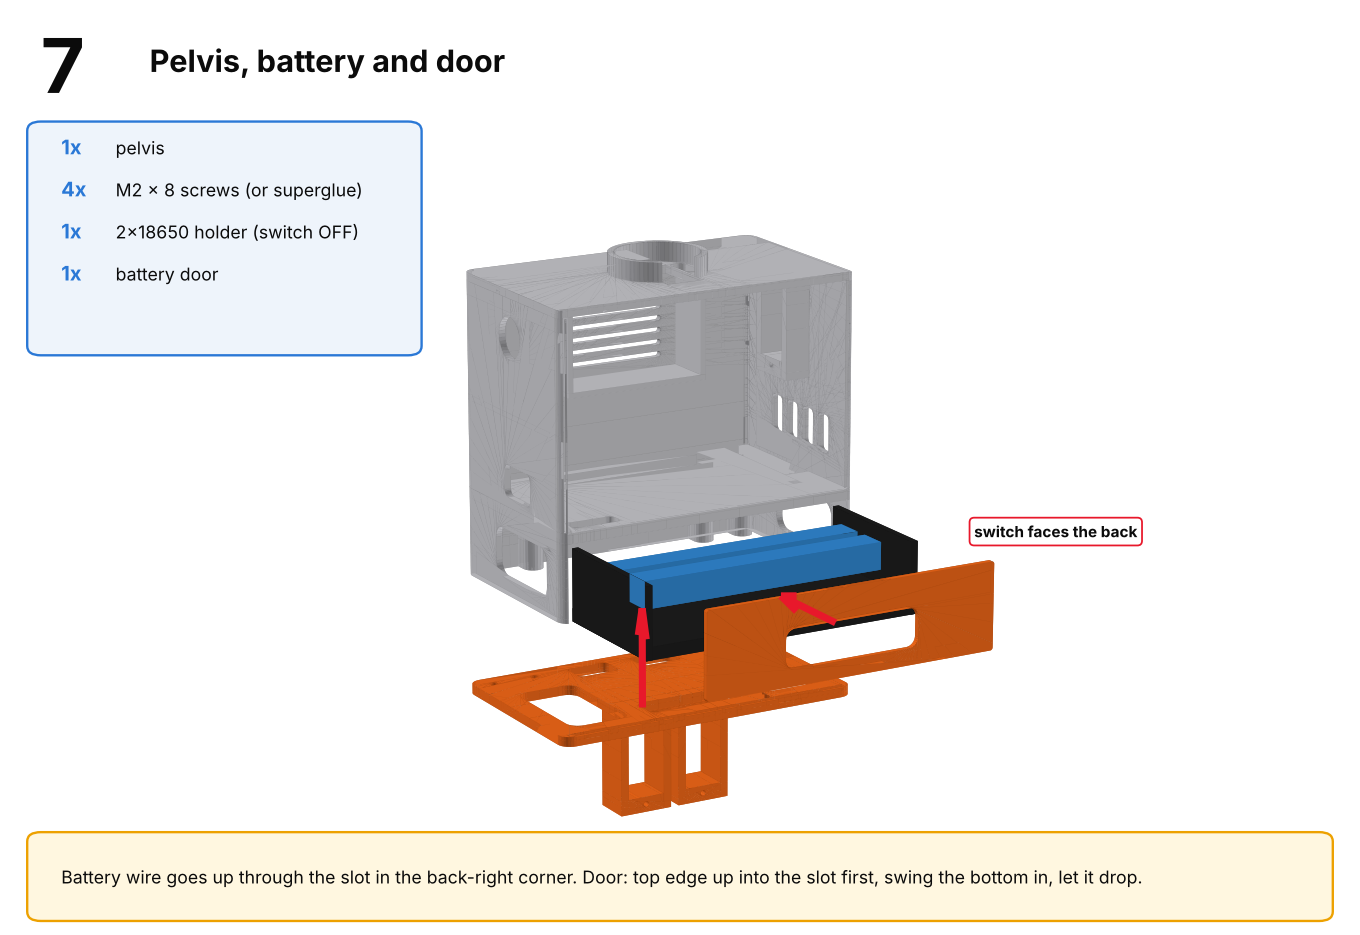 7
Pelvis, battery and door
1x pelvis
4x M2 × 8 screws (or superglue)
1x 2×18650 holder (switch OFF)
1x battery door
switch faces the back
Battery wire goes up through the slot in the back-right corner. Door: top edge up into the slot first, swing the bottom in, let it drop.